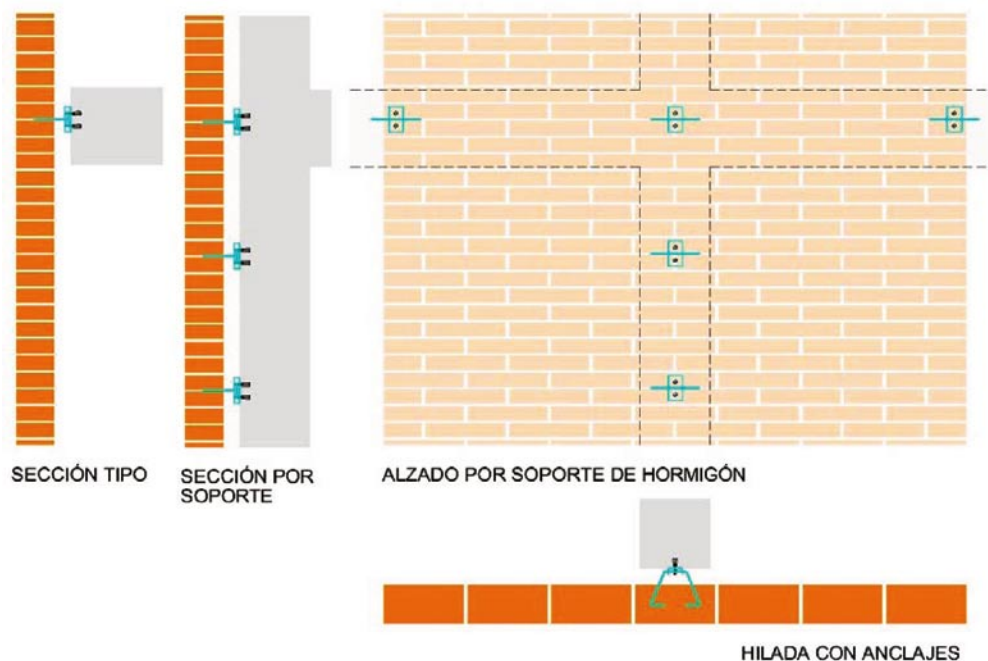 SECCIÓN TIPO
SECCIÓN POR
SOPORTE
ALZADO POR SOPORTE DE HORMIGÓN
HILADA CON ANCLAJES